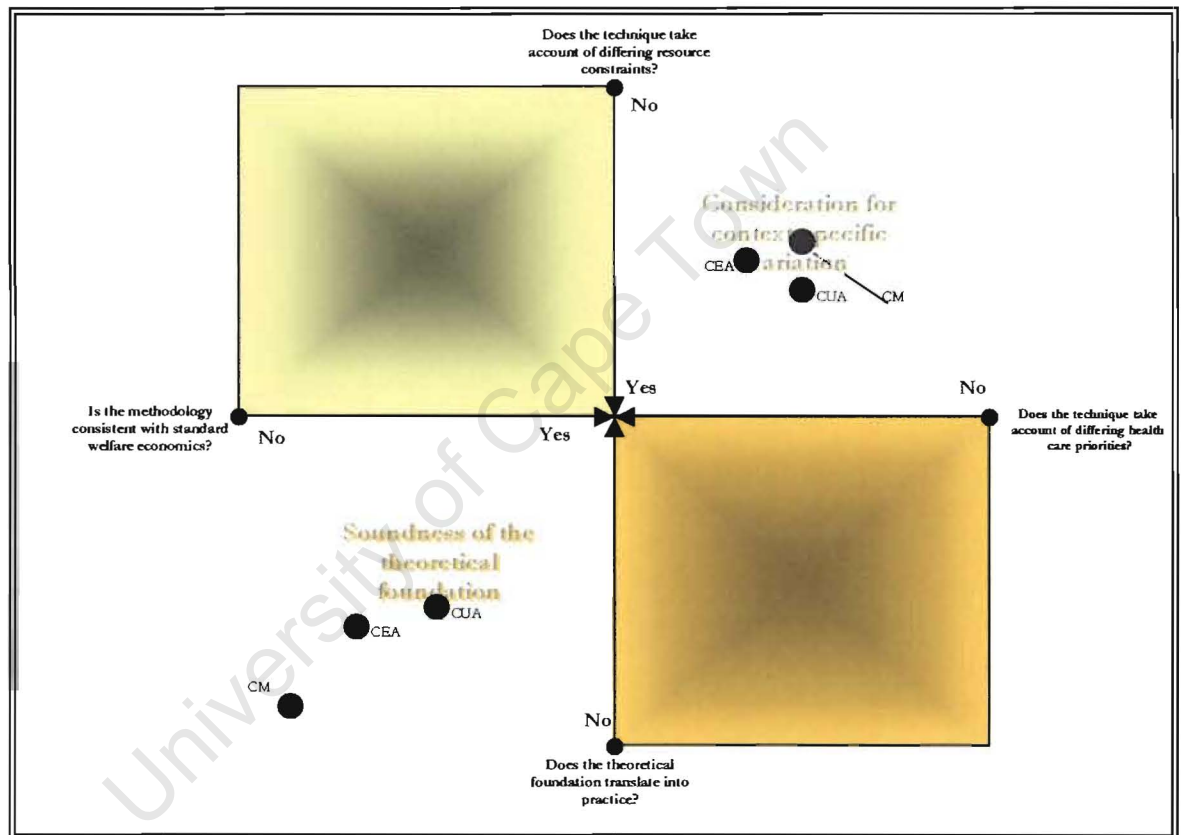 Does the technique take
account of differing resource
constraints?
No
Consideration for
context specific
variation
CEA
CUA
CM
Yes
No
Is the methodology
consistent with standard
welfare economics?
No
Yes
Does the technique take
account of differing health
care priorities?
Soundness of the
theoretical
foundation
CUA
CEA
CM
No
Does the theoretical
foundation translate into
practice?
University of Cape Town